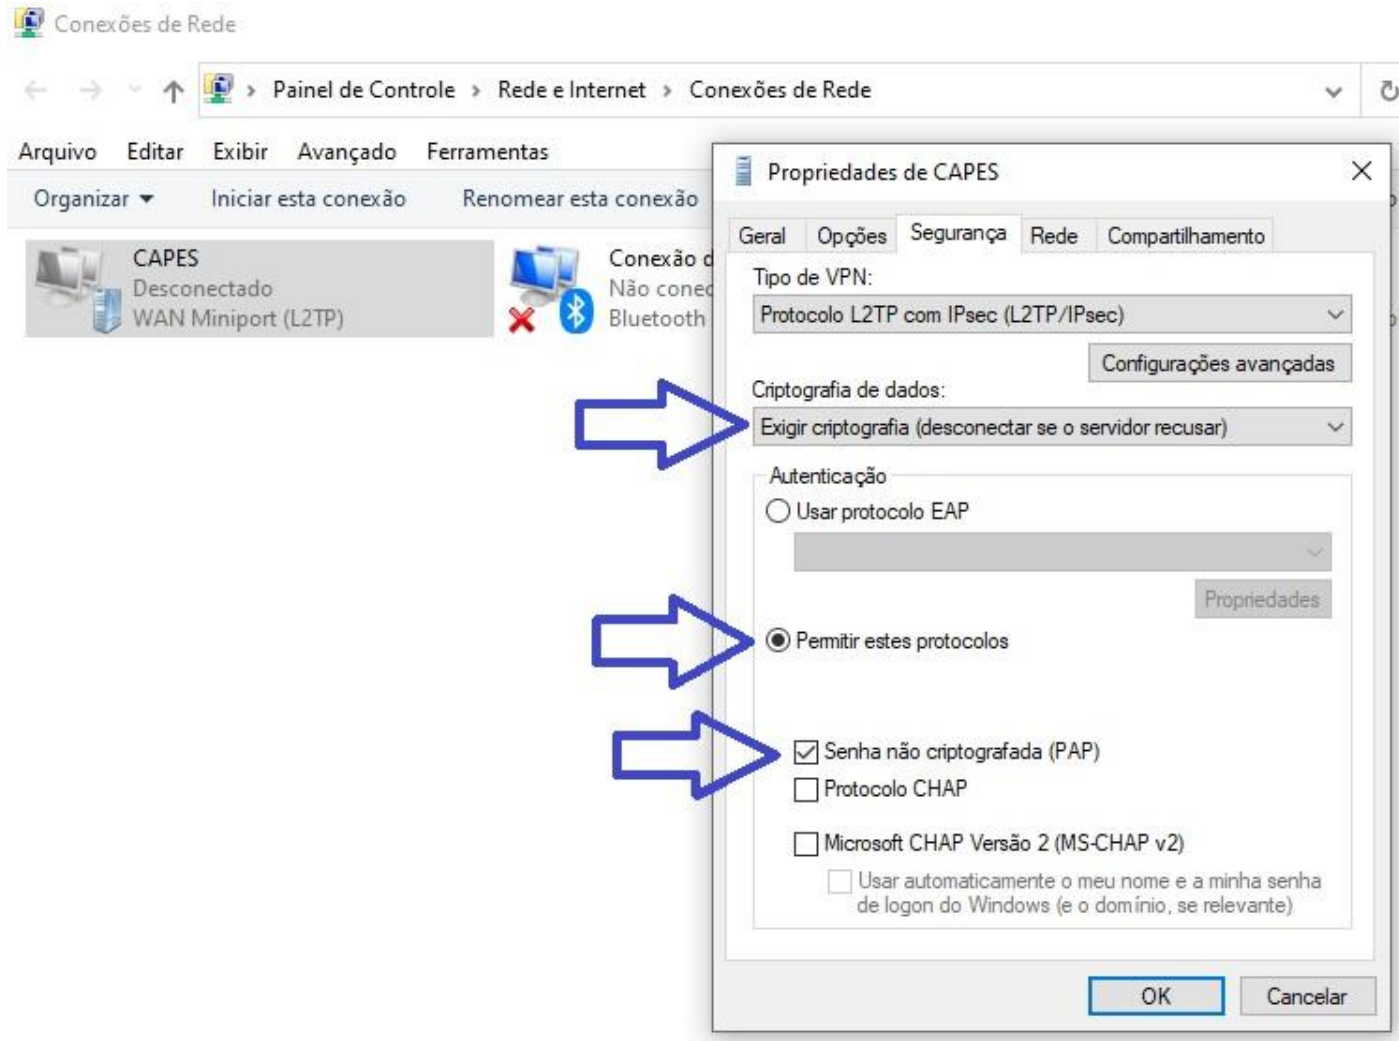 Conexões de Rede
Painel de Controle > Rede e Internet > Conexões de Rede
Arquivo Editar Exibir Avançado Ferramentas
Organizar Iniciar esta conexão Renomear esta conexão
CAPES
Desconectado
WAN Miniport (L2TP)
Conexão d
Não conec
Bluetooth
Propriedades de CAPES
Geral Opções Segurança Rede Compartilhamento
Tipo de VPN:
Protocolo L2TP com IPsec (L2TP/IPsec)
Configurações avançadas
Criptografia de dados:
Exigir criptografia (desconectar se o servidor recusar)
Autenticação
Usar protocolo EAP
Propriedades
Permitir estes protocolos
Senha não criptografada (PAP)
Protocolo CHAP
Microsoft CHAP Versão 2 (MS-CHAP v2)
Usar automaticamente o meu nome e a minha senha
de logon do Windows (e o domínio, se relevante)
OK Cancelar